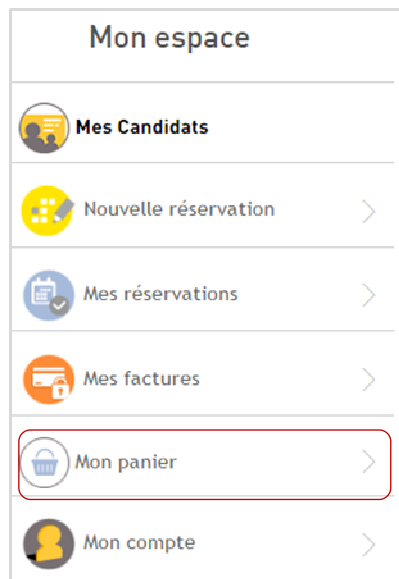 Mon espace
Mes Candidats
Nouvelle réservation
Mes réservations
Mes factures
Mon panier
Mon compte